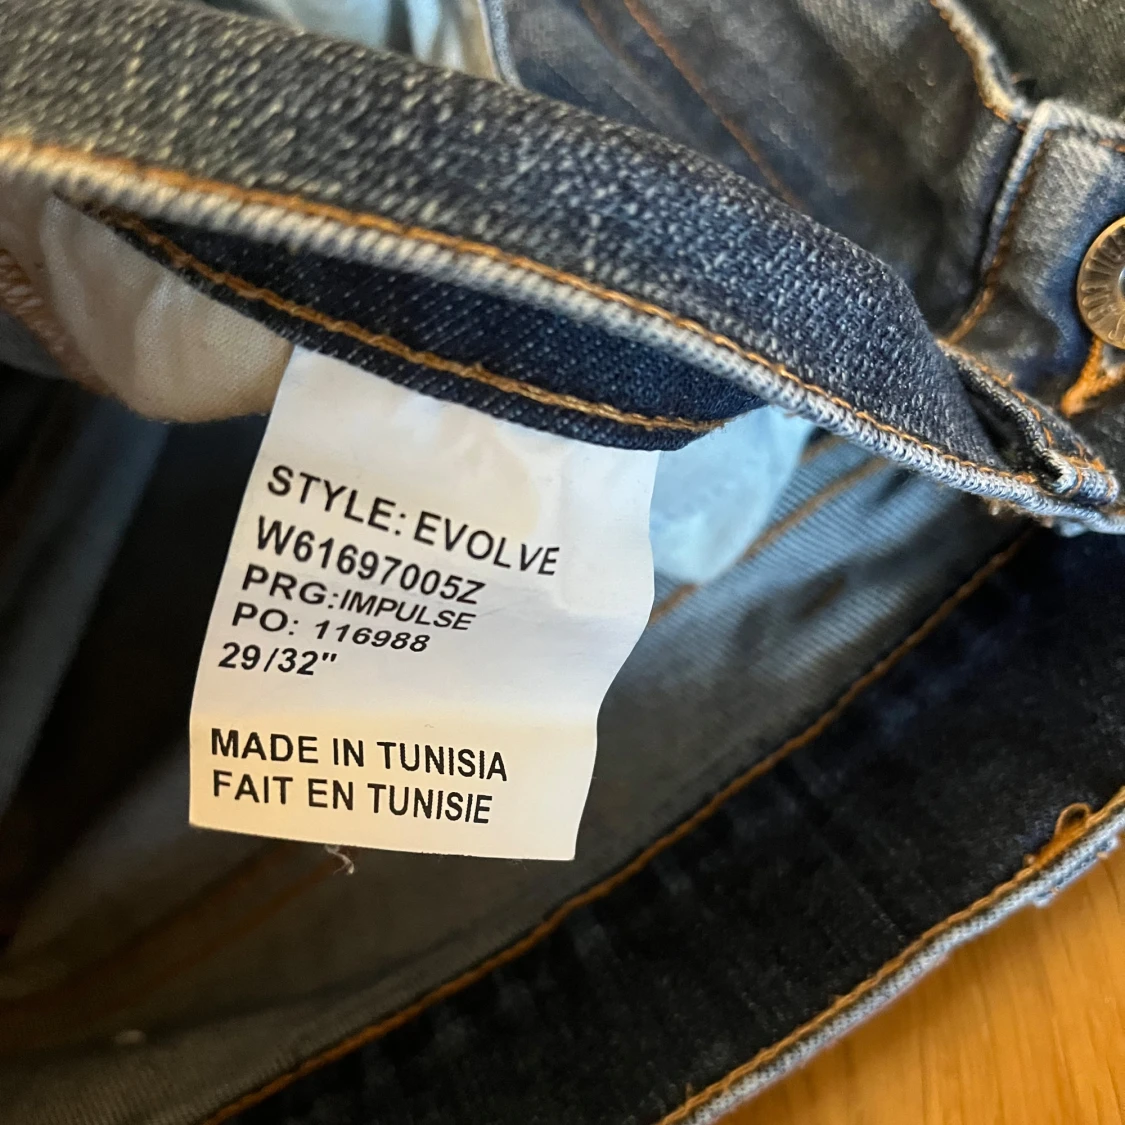 STYLE: EVOLVE
W61697005Z
PRG:IMPULSE
PO: 116988
29/32"
MADE IN TUNISIA
FAIT EN TUNISIE